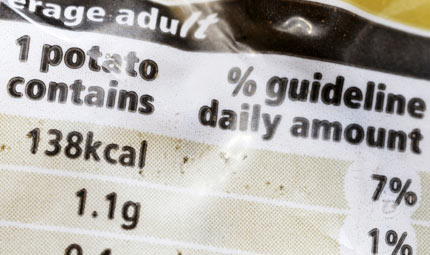 erage adult
1 potato % guideline
contains daily amount
138kcal 7%
1.1g 1%